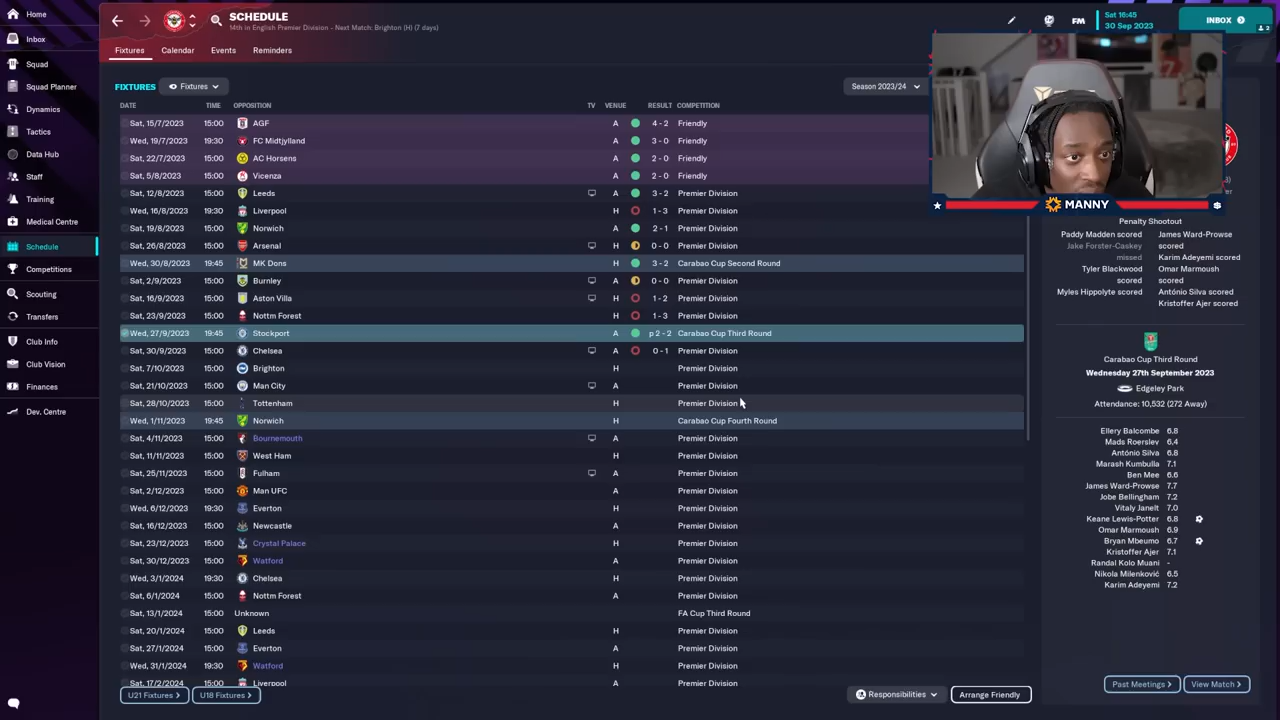 Home
SCHEDULE
14th in English Premier Division - Next Match: Brighton (H) (7 days)
FM
Sat 16:45
30 Sep 2023
INBOX
2
Inbox
Squad
Squad Planner
Dynamics
Tactics
Data Hub
Staff
Training
Medical Centre
Schedule
Competitions
Scouting
Transfers
Club Info
Club Vision
Finances
Dev. Centre
Fixtures Calendar Events Reminders
FIXTURES Fixtures Season 2023/24
DATE TIME OPPOSITION TV VENUE RESULT COMPETITION
Sat, 15/7/2023 15:00 AGF A 4 - 2 Friendly
Wed, 19/7/2023 19:30 FC Midtjylland A 3 - 0 Friendly
Sat, 22/7/2023 15:00 AC Horsens A 2 - 0 Friendly
Sat, 5/8/2023 15:00 Vicenza A 2 - 0 Friendly
Sat, 12/8/2023 15:00 Leeds A 3 - 2 Premier Division
Wed, 16/8/2023 19:30 Liverpool H 1 - 3 Premier Division
Sat, 19/8/2023 15:00 Norwich A 2 - 1 Premier Division
Sat, 26/8/2023 15:00 Arsenal H 0 - 0 Premier Division
Wed, 30/8/2023 19:45 MK Dons H 3 - 2 Carabao Cup Second Round
Sat, 2/9/2023 15:00 Burnley A 0 - 0 Premier Division
Sat, 16/9/2023 15:00 Aston Villa H 1 - 2 Premier Division
Sat, 23/9/2023 15:00 Nottm Forest H 1 - 3 Premier Division
Wed, 27/9/2023 19:45 Stockport A p 2 - 2 Carabao Cup Third Round
Sat, 30/9/2023 15:00 Chelsea A 0 - 1 Premier Division
Sat, 7/10/2023 15:00 Brighton H Premier Division
Sat, 21/10/2023 15:00 Man City A Premier Division
Sat, 28/10/2023 15:00 Tottenham H Premier Division
Wed, 1/11/2023 19:45 Norwich H Carabao Cup Fourth Round
Sat, 4/11/2023 15:00 Bournemouth A Premier Division
Sat, 11/11/2023 15:00 West Ham H Premier Division
Sat, 25/11/2023 15:00 Fulham A Premier Division
Sat, 2/12/2023 15:00 Man UFC A Premier Division
Wed, 6/12/2023 19:30 Everton H Premier Division
Sat, 16/12/2023 15:00 Newcastle A Premier Division
Sat, 23/12/2023 15:00 Crystal Palace H Premier Division
Sat, 30/12/2023 15:00 Watford A Premier Division
Wed, 3/1/2024 19:30 Chelsea H Premier Division
Sat, 6/1/2024 15:00 Nottm Forest A Premier Division
Sat, 13/1/2024 15:00 Unknown FA Cup Third Round
Sat, 20/1/2024 15:00 Leeds H Premier Division
Sat, 27/1/2024 15:00 Everton A Premier Division
Wed, 31/1/2024 19:30 Watford H Premier Division
Sat, 17/2/2024 15:00 Liverpool A Premier Division
U21 Fixtures U18 Fixtures Responsibilities Arrange Friendly
MANNY
Penalty Shootout
Paddy Madden scored
Jake Forster-Caskey
missed
Tyler Blackwood
scored
Myles Hippolyte scored
James Ward-Prowse
scored
Karim Adeyemi scored
Omar Marmoush
scored
António Silva scored
Kristoffer Ajer scored
Carabao Cup Third Round
Wednesday 27th September 2023
Edgeley Park
Attendance: 10,532 (272 Away)
Ellery Balcombe 6.8
Mads Roerslev 6.4
António Silva 6.8
Marash Kumbulla 7.1
Ben Mee 6.6
James Ward-Prowse 7.7
Jobe Bellingham 7.2
Vitaly Janelt 7.0
Keane Lewis-Potter 6.8
Omar Marmoush 6.9
Bryan Mbeumo 6.7
Kristoffer Ajer 7.1
Randal Kolo Muani -
Nikola Milenković 6.5
Karim Adeyemi 7.2
Past Meetings View Match